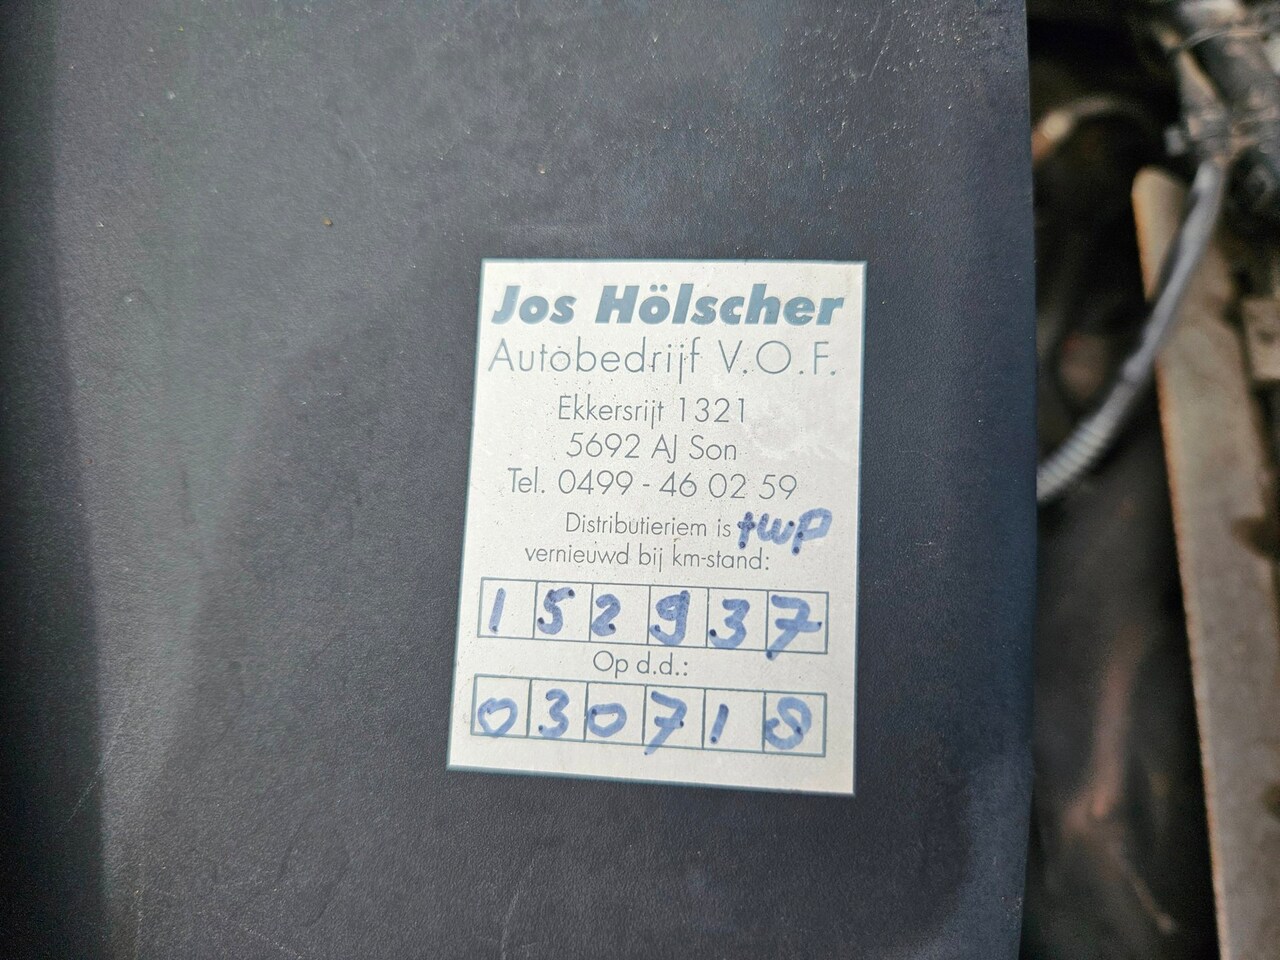 Jos Hölscher
Autobedrijf V.O.F.
Ekkersrijt 1321
5692 AJ Son
Tel. 0499 - 46 02 59
Distributieriem is +wp
vernieuwd bij km-stand:
152937
Op d.d.:
030718